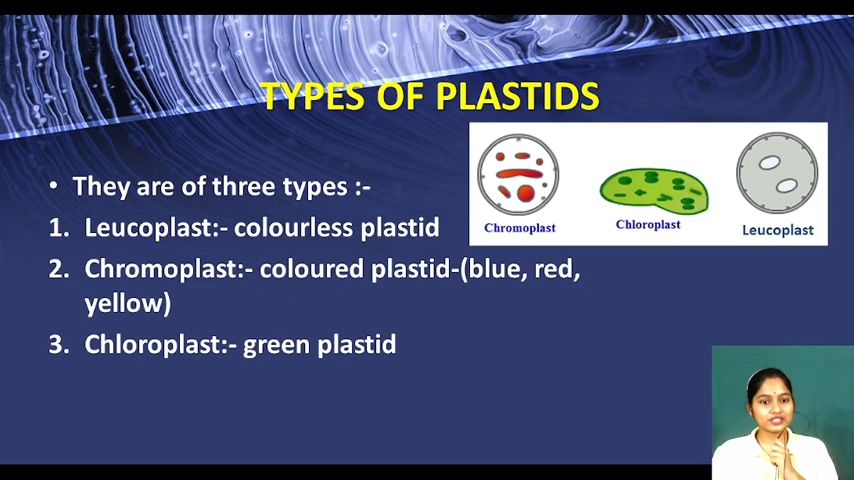 TYPES OF PLASTIDS
• They are of three types :-
1. Leucoplast:- colourless plastid
2. Chromoplast:- coloured plastid-(blue, red,
yellow)
3. Chloroplast:- green plastid
Chromoplast
Chloroplast
Leucoplast